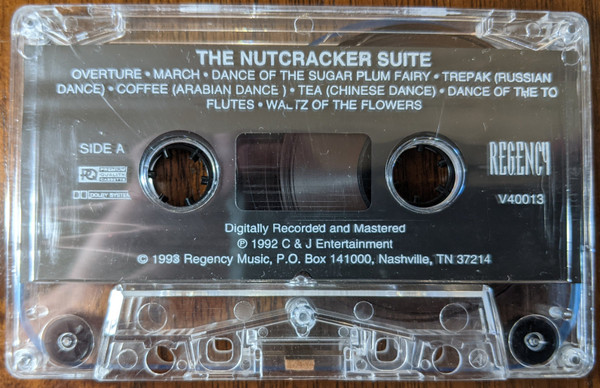 THE NUTCRACKER SUITE
OVERTURE • MARCH • DANCE OF THE SUGAR PLUM FAIRY • TREPAK (RUSSIAN
DANCE) • COFFEE (ARABIAN DANCE ) • TEA (CHINESE DANCE) • DANCE OF THE TO
FLUTES • WALTZ OF THE FLOWERS
SIDE A
REGENCY
PREMIUM
CASSETTE
DOLBY SYSTEM
V40013
Digitally Recorded and Mastered
℗ 1992 C & J Entertainment
© 1993 Regency Music, P.O. Box 141000, Nashville, TN 37214